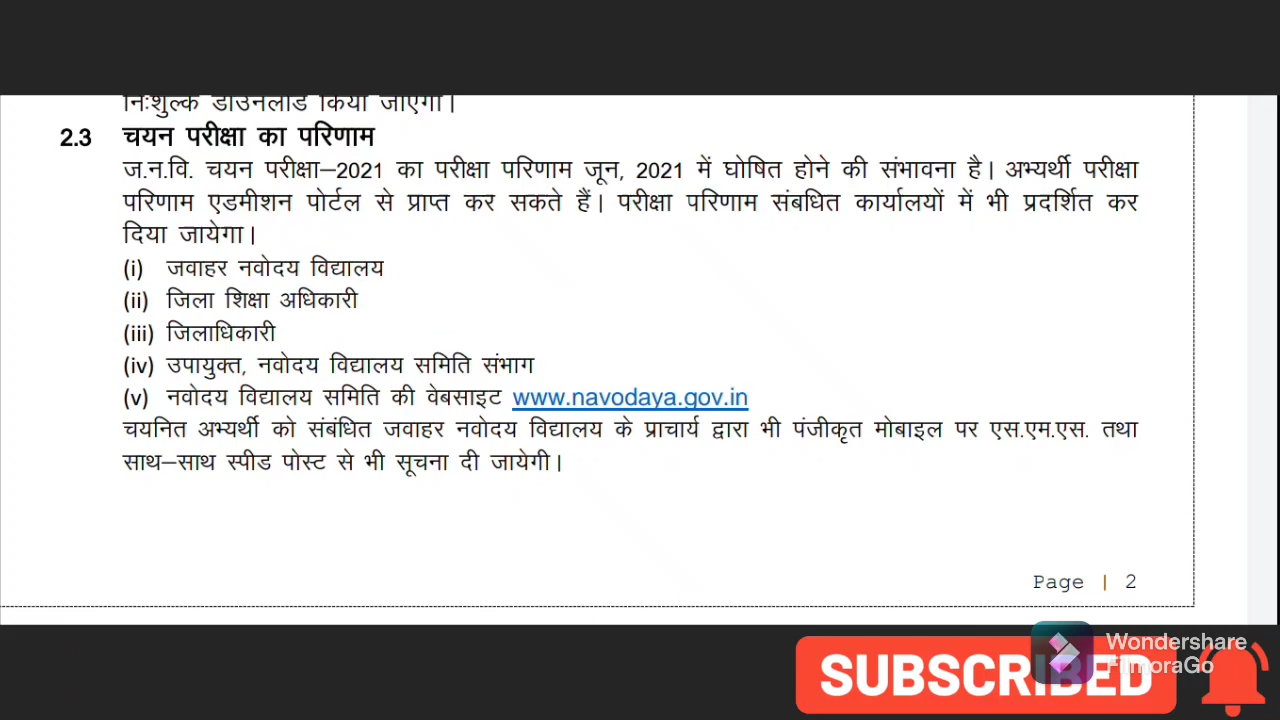 निःशुल्क डाउनलोड किया जाएगा।
2.3 चयन परीक्षा का परिणाम
ज.न.वि. चयन परीक्षा–2021 का परीक्षा परिणाम जून, 2021 में घोषित होने की संभावना है। अभ्यर्थी परीक्षा
परिणाम एडमीशन पोर्टल से प्राप्त कर सकते हैं। परीक्षा परिणाम संबधित कार्यालयों में भी प्रदर्शित कर
दिया जायेगा।
(i) जवाहर नवोदय विद्यालय
(ii) जिला शिक्षा अधिकारी
(iii) जिलाधिकारी
(iv) उपायुक्त, नवोदय विद्यालय समिति संभाग
(v) नवोदय विद्यालय समिति की वेबसाइट www.navodaya.gov.in
चयनित अभ्यर्थी को संबंधित जवाहर नवोदय विद्यालय के प्राचार्य द्वारा भी पंजीकृत मोबाइल पर एस.एम.एस. तथा
साथ–साथ स्पीड पोस्ट से भी सूचना दी जायेगी।
Page | 2
SUBSCRIBED
Wondershare
FilmoraGo